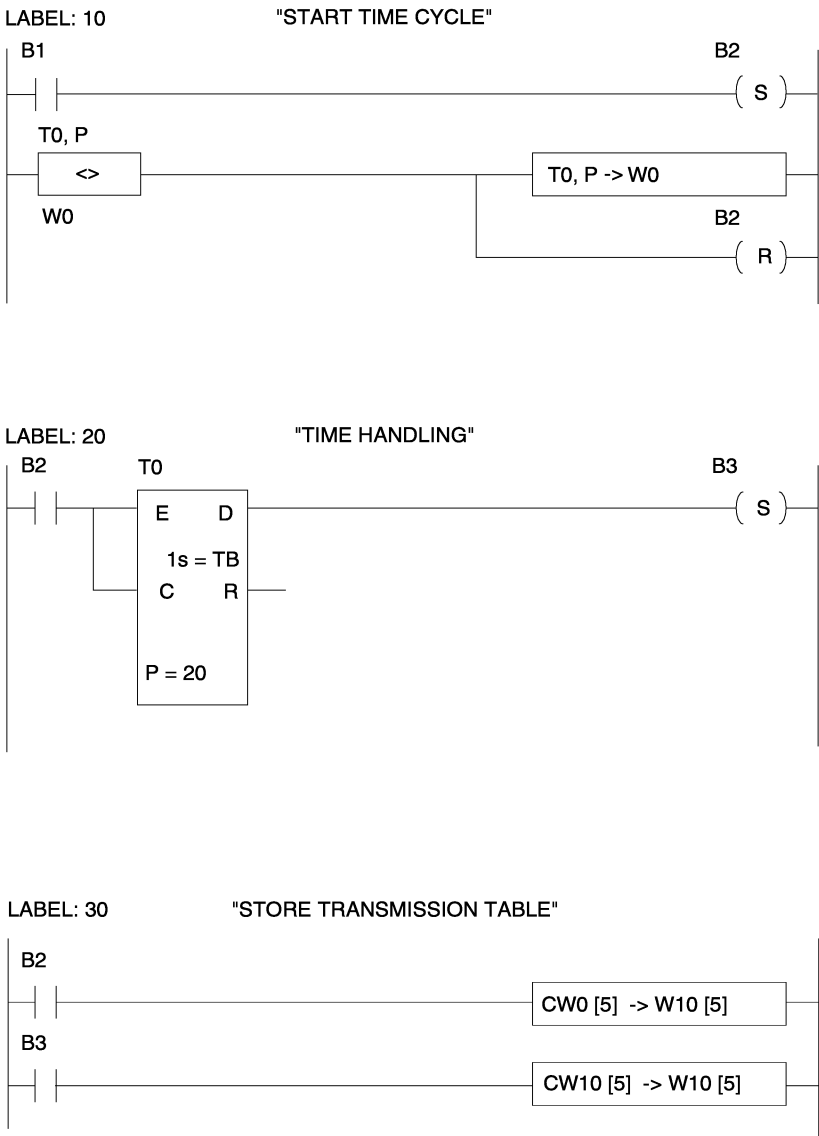 LABEL: 10 "START TIME CYCLE"
B1 B2
( S )
T0, P
<> T0, P -> W0
W0 B2
( R )
LABEL: 20 "TIME HANDLING"
B2 T0 B3
E D ( S )
1s = TB
C R
P = 20
LABEL: 30 "STORE TRANSMISSION TABLE"
B2
CW0 [5] -> W10 [5]
B3
CW10 [5] -> W10 [5]